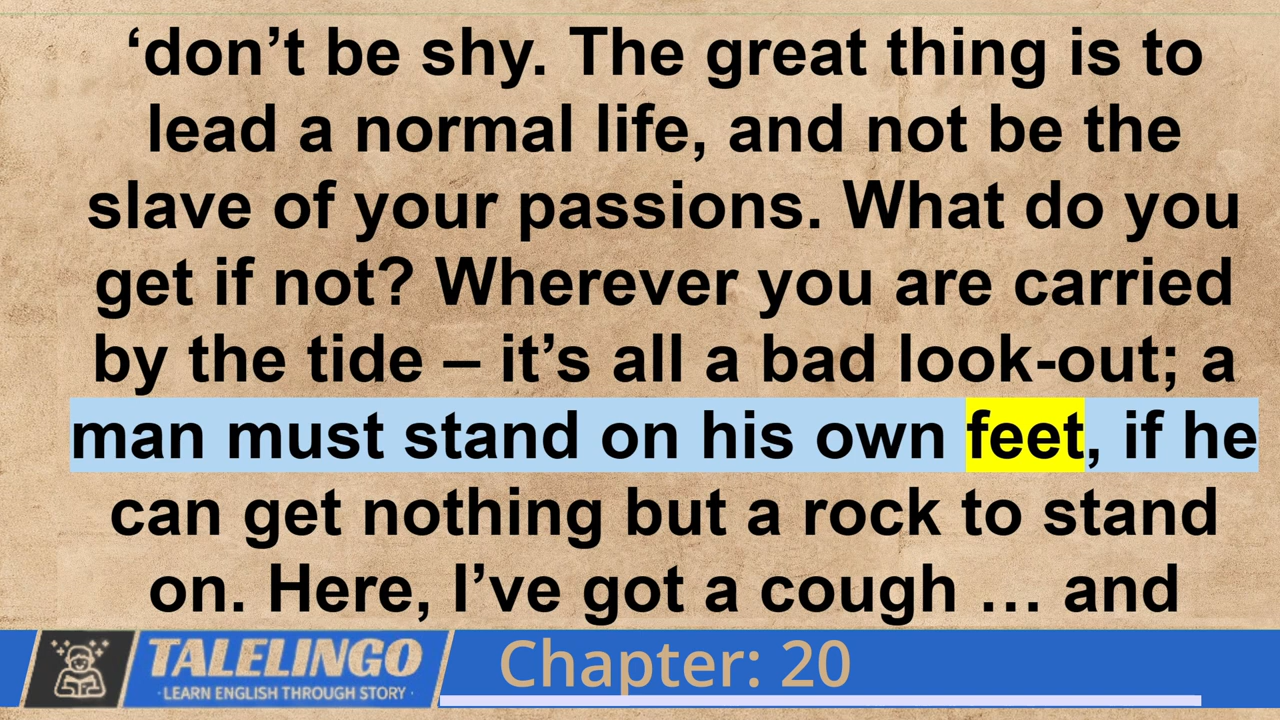 ‘don’t be shy. The great thing is to
lead a normal life, and not be the
slave of your passions. What do you
get if not? Wherever you are carried
by the tide – it’s all a bad look-out; a
man must stand on his own feet, if he
can get nothing but a rock to stand
on. Here, I’ve got a cough … and
TALELINGO
·LEARN ENGLISH THROUGH STORY·
Chapter: 20